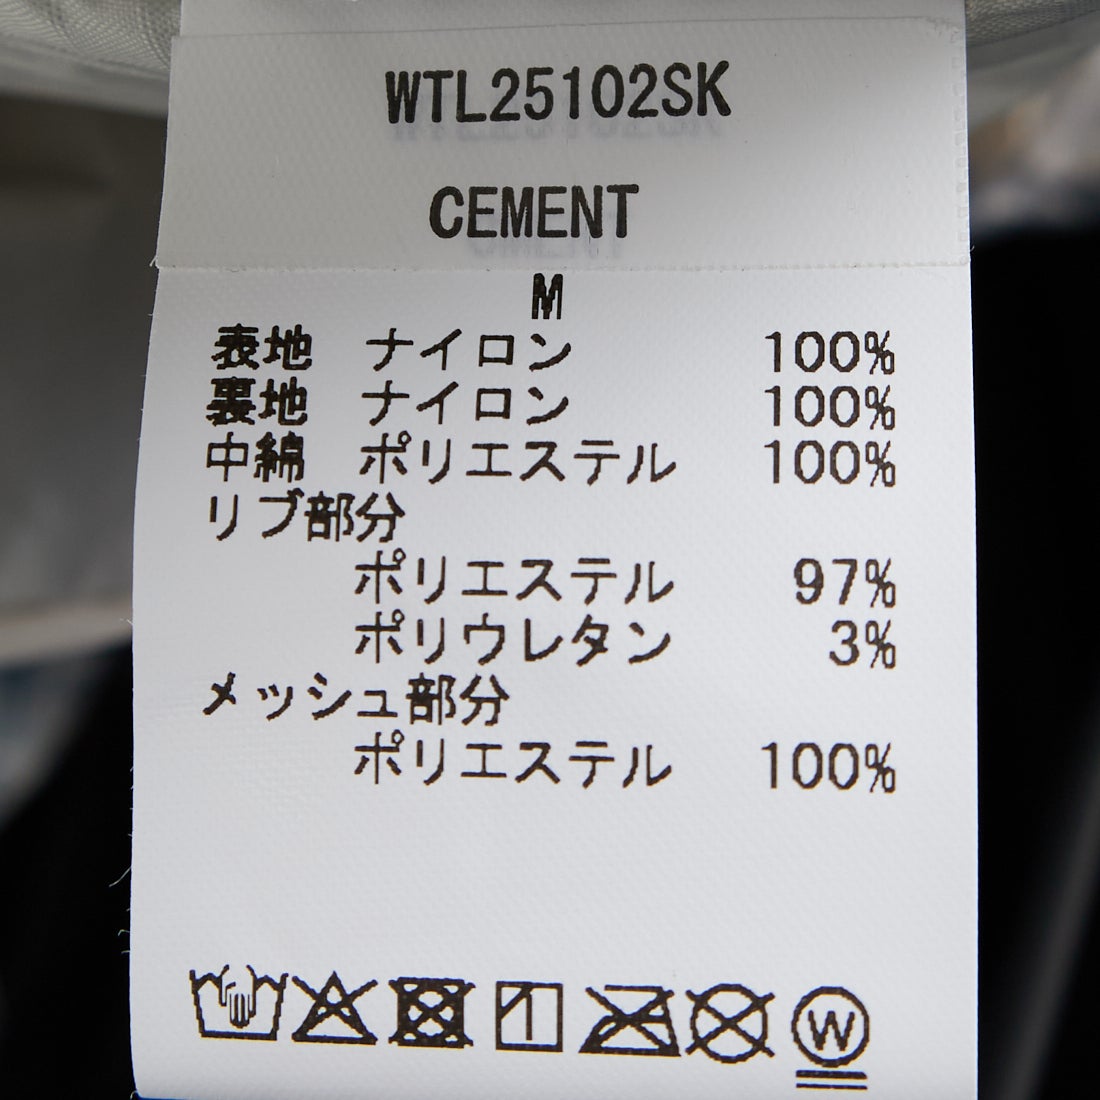 WTL25102SK
CEMENT
M
表地 ナイロン 100%
裏地 ナイロン 100%
中綿 ポリエステル 100%
リブ部分
ポリエステル 97%
ポリウレタン 3%
メッシュ部分
ポリエステル 100%
W